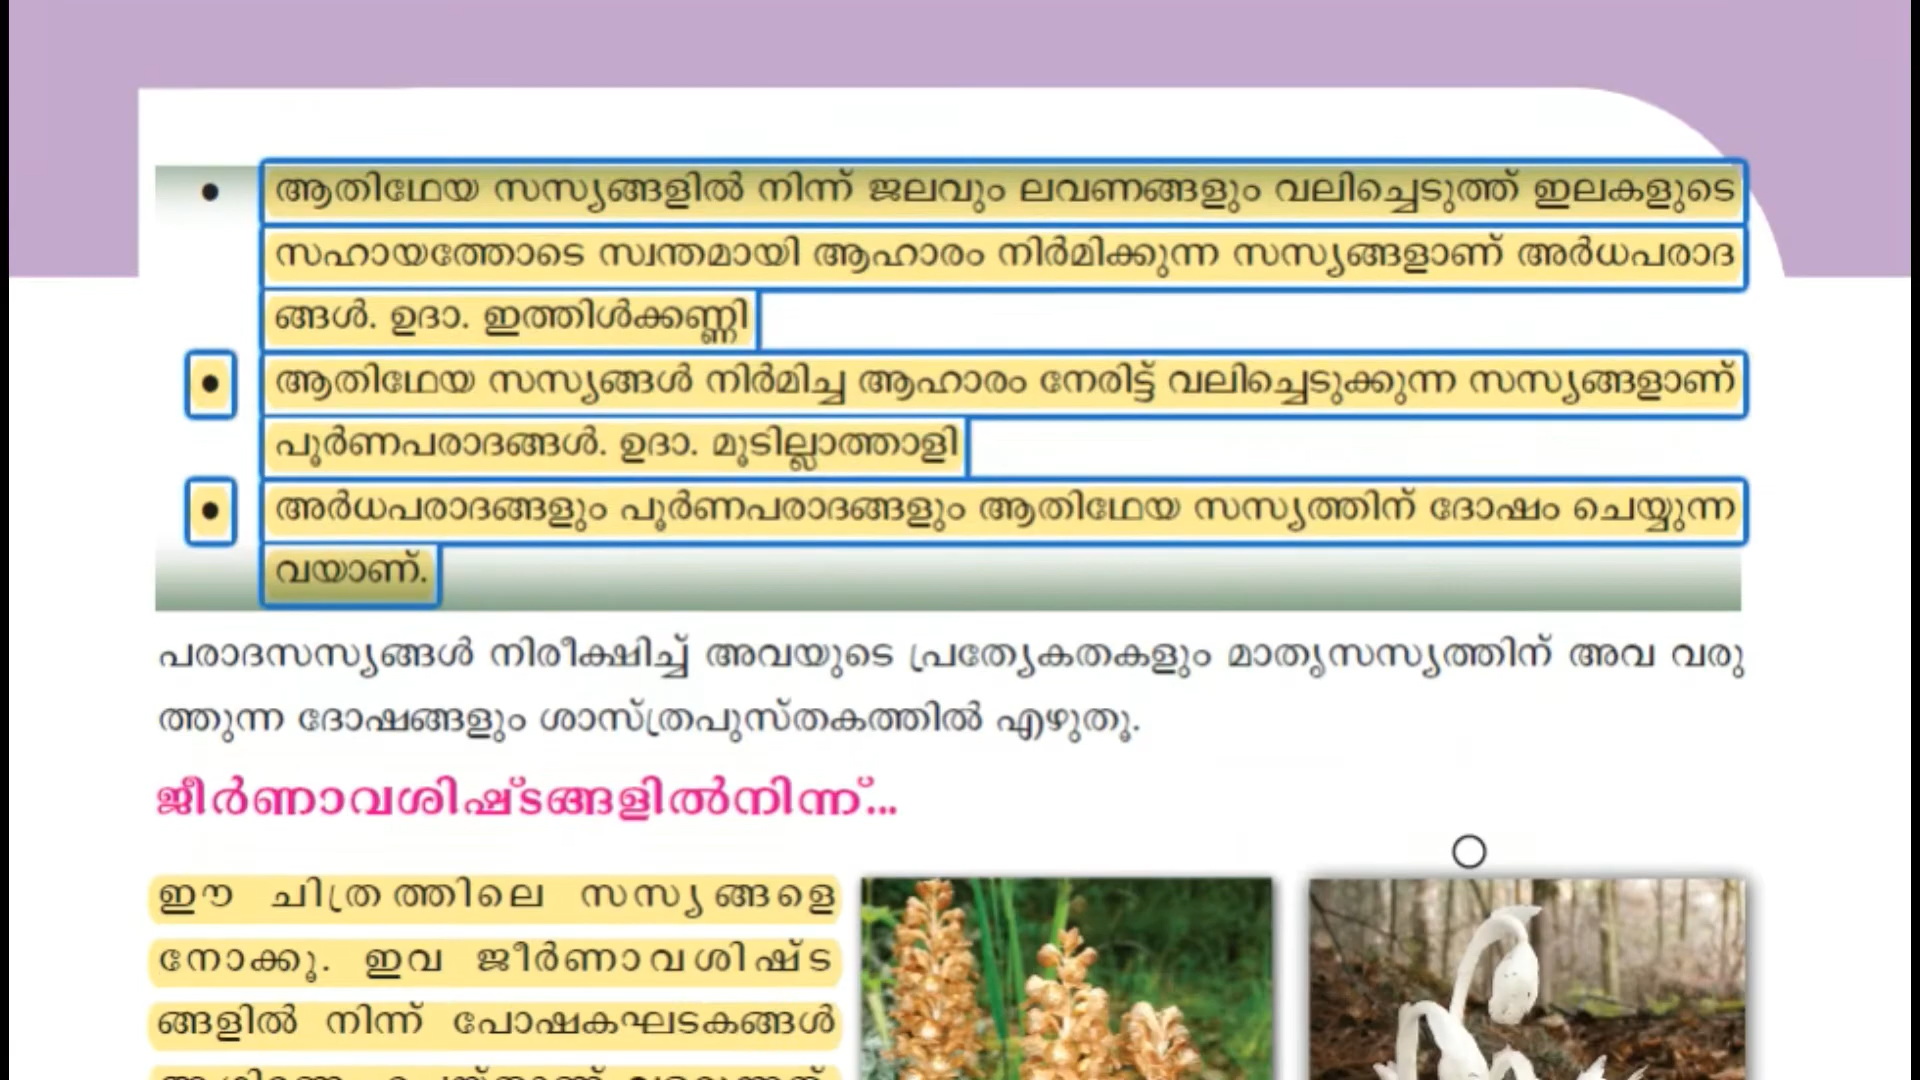 • ആതിഥേയ സസ്യങ്ങളിൽ നിന്ന് ജലവും ലവണങ്ങളും വലിച്ചെടുത്ത് ഇലകളുടെ
സഹായത്തോടെ സ്വന്തമായി ആഹാരം നിർമിക്കുന്ന സസ്യങ്ങളാണ് അർധപരാദ
ങ്ങൾ. ഉദാ. ഇത്തിൾക്കണ്ണി
• ആതിഥേയ സസ്യങ്ങൾ നിർമിച്ച ആഹാരം നേരിട്ട് വലിച്ചെടുക്കുന്ന സസ്യങ്ങളാണ്
പൂർണപരാദങ്ങൾ. ഉദാ. മൂടില്ലാത്താളി
• അർധപരാദങ്ങളും പൂർണപരാദങ്ങളും ആതിഥേയ സസ്യത്തിന് ദോഷം ചെയ്യുന്ന
വയാണ്.
പരാദസസ്യങ്ങൾ നിരീക്ഷിച്ച് അവയുടെ പ്രത്യേകതകളും മാതൃസസ്യത്തിന് അവ വരു
ത്തുന്ന ദോഷങ്ങളും ശാസ്ത്രപുസ്തകത്തിൽ എഴുതൂ.
ജീർണാവശിഷ്ടങ്ങളിൽനിന്ന്...
ഈ ചിത്രത്തിലെ സസ്യങ്ങളെ
നോക്കൂ. ഇവ ജീർണാവശിഷ്ട
ങ്ങളിൽ നിന്ന് പോഷകഘടകങ്ങൾ